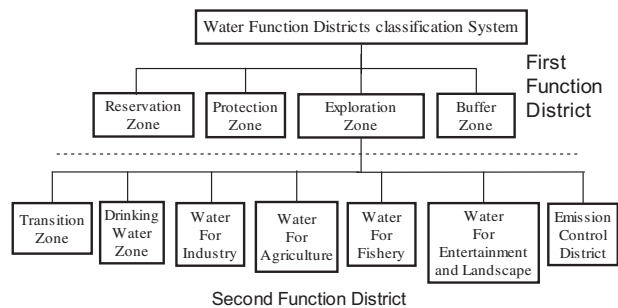 Water Function Districts classification System
First
Function
District
Reservation
Zone
Protection
Zone
Exploration
Zone
Buffer
Zone
Transition
Zone
Drinking
Water
Zone
Water
For
Industry
Water
For
Agriculture
Water
For
Fishery
Water
For
Entertainment
and Landscape
Emission
Control
District
Second Function District